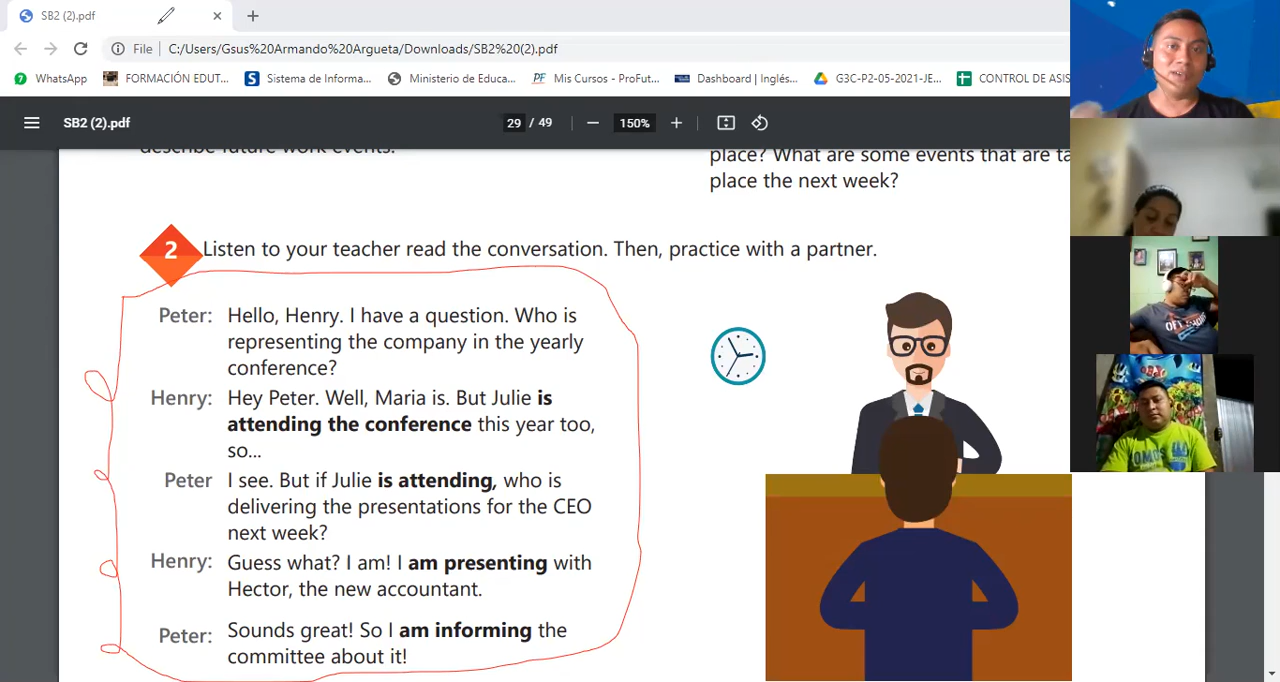 SB2 (2).pdf
File
C:/Users/Gsus%20Armando%20Argueta/Downloads/SB2%20(2).pdf
WhatsApp
FORMACIÓN EDUT...
Sistema de Informa...
Ministerio de Educa...
Mis Cursos - ProFut...
Dashboard | Inglés...
G3C-P2-05-2021-JE...
CONTROL DE ASIS
SB2 (2).pdf
29 / 49
150%
describe future work events.
place? What are some events that are ta
place the next week?
2 Listen to your teacher read the conversation. Then, practice with a partner.
Peter: Hello, Henry. I have a question. Who is
representing the company in the yearly
conference?
Henry: Hey Peter. Well, Maria is. But Julie is
attending the conference this year too,
so...
Peter I see. But if Julie is attending, who is
delivering the presentations for the CEO
next week?
Henry: Guess what? I am! I am presenting with
Hector, the new accountant.
Peter: Sounds great! So I am informing the
committee about it!